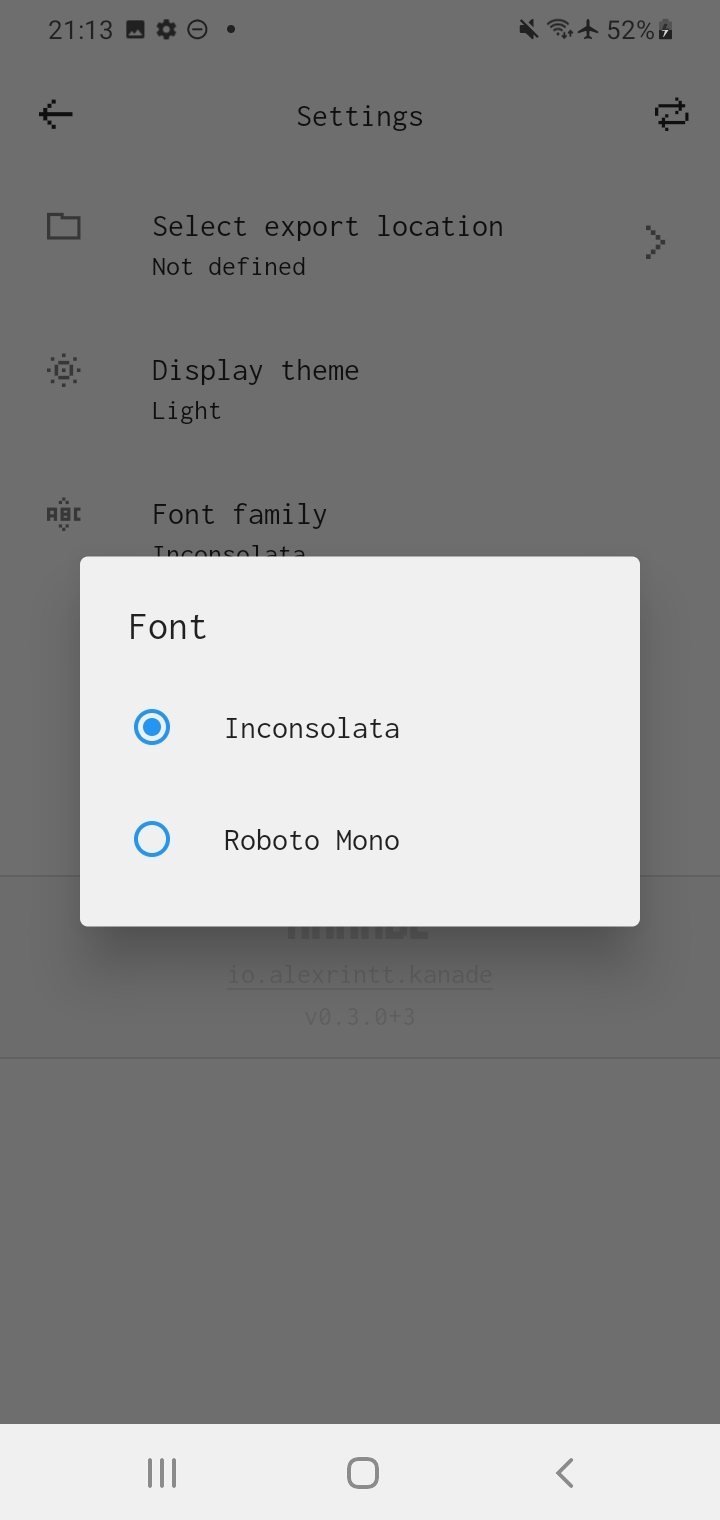 21:13
52%
Settings
Select export location
Not defined
Display theme
Light
ABC
Font family
Inconsolata
Font
Inconsolata
Roboto Mono
io.alexrintt.kanade
v0.3.0+3